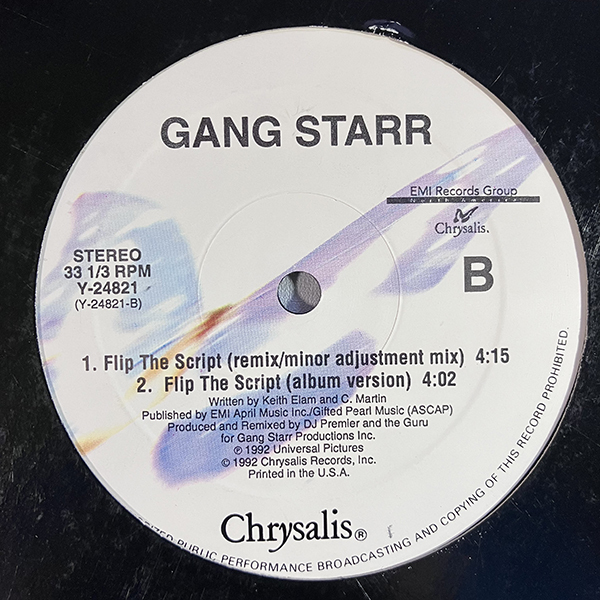 GANG STARR
EMI Records Group
North America
Chrysalis.
STEREO
33 1/3 RPM
Y-24821
(Y-24821-B)
B
1. Flip The Script (remix/minor adjustment mix) 4:15
2. Flip The Script (album version) 4:02
Written by Keith Elam and C. Martin
Published by EMI April Music Inc./Gifted Pearl Music (ASCAP)
Produced and Remixed by DJ Premier and the Guru
for Gang Starr Productions Inc.
℗ 1992 Universal Pictures
© 1992 Chrysalis Records, Inc.
Printed in the U.S.A.
Chrysalis®
PUBLIC PERFORMANCE BROADCASTING AND COPYING OF THIS RECORD PROHIBITED.